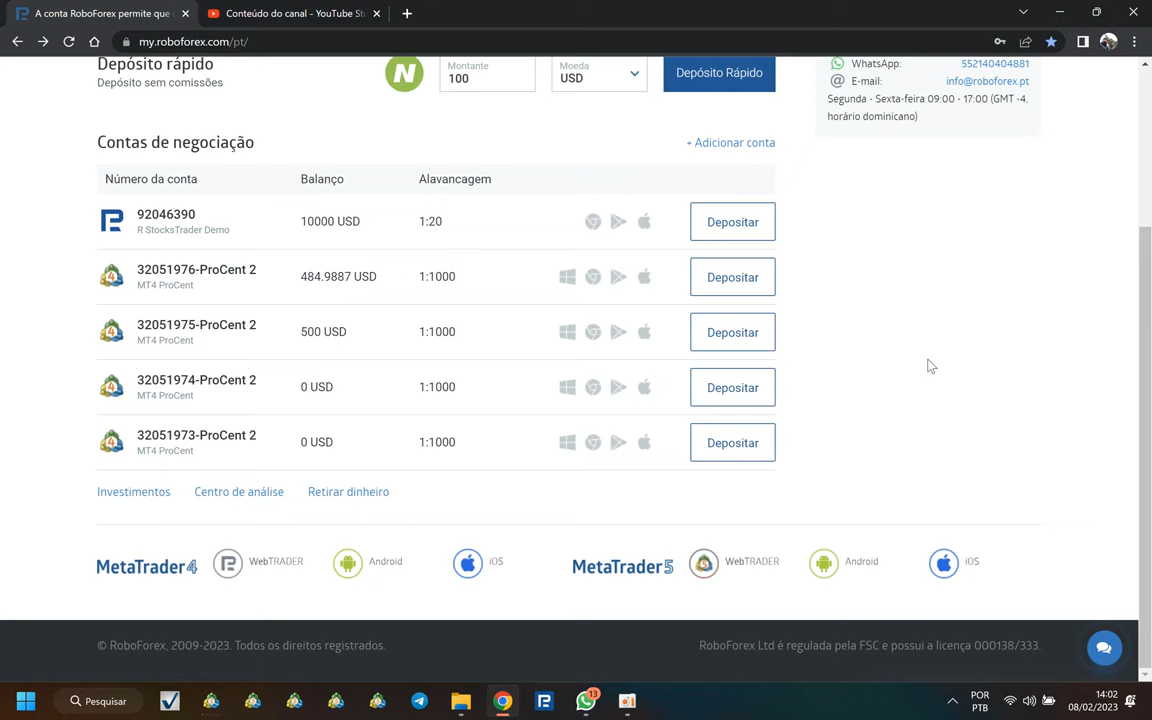 A conta RoboForex permite que
Conteúdo do canal - YouTube St
my.roboforex.com/pt/
Depósito rápido
Depósito sem comissões
N
Montante
100
Moeda
USD
Depósito Rápido
WhatsApp: 552140404881
E-mail: info@roboforex.pt
Segunda - Sexta-feira 09:00 - 17:00 (GMT -4,
horário dominicano)
Contas de negociação
+ Adicionar conta
Número da conta Balanço Alavancagem
92046390
R StocksTrader Demo
10000 USD 1:20 Depositar
32051976-ProCent 2
MT4 ProCent
484.9887 USD 1:1000 Depositar
32051975-ProCent 2
MT4 ProCent
500 USD 1:1000 Depositar
32051974-ProCent 2
MT4 ProCent
0 USD 1:1000 Depositar
32051973-ProCent 2
MT4 ProCent
0 USD 1:1000 Depositar
Investimentos Centro de análise Retirar dinheiro
MetaTrader4 WebTRADER Android iOS MetaTrader5 WebTRADER Android iOS
© RoboForex, 2009-2023. Todos os direitos registrados.
RoboForex Ltd é regulada pela FSC e possui a licença 000138/333.
Pesquisar
13
POR
PTB
14:02
08/02/2023